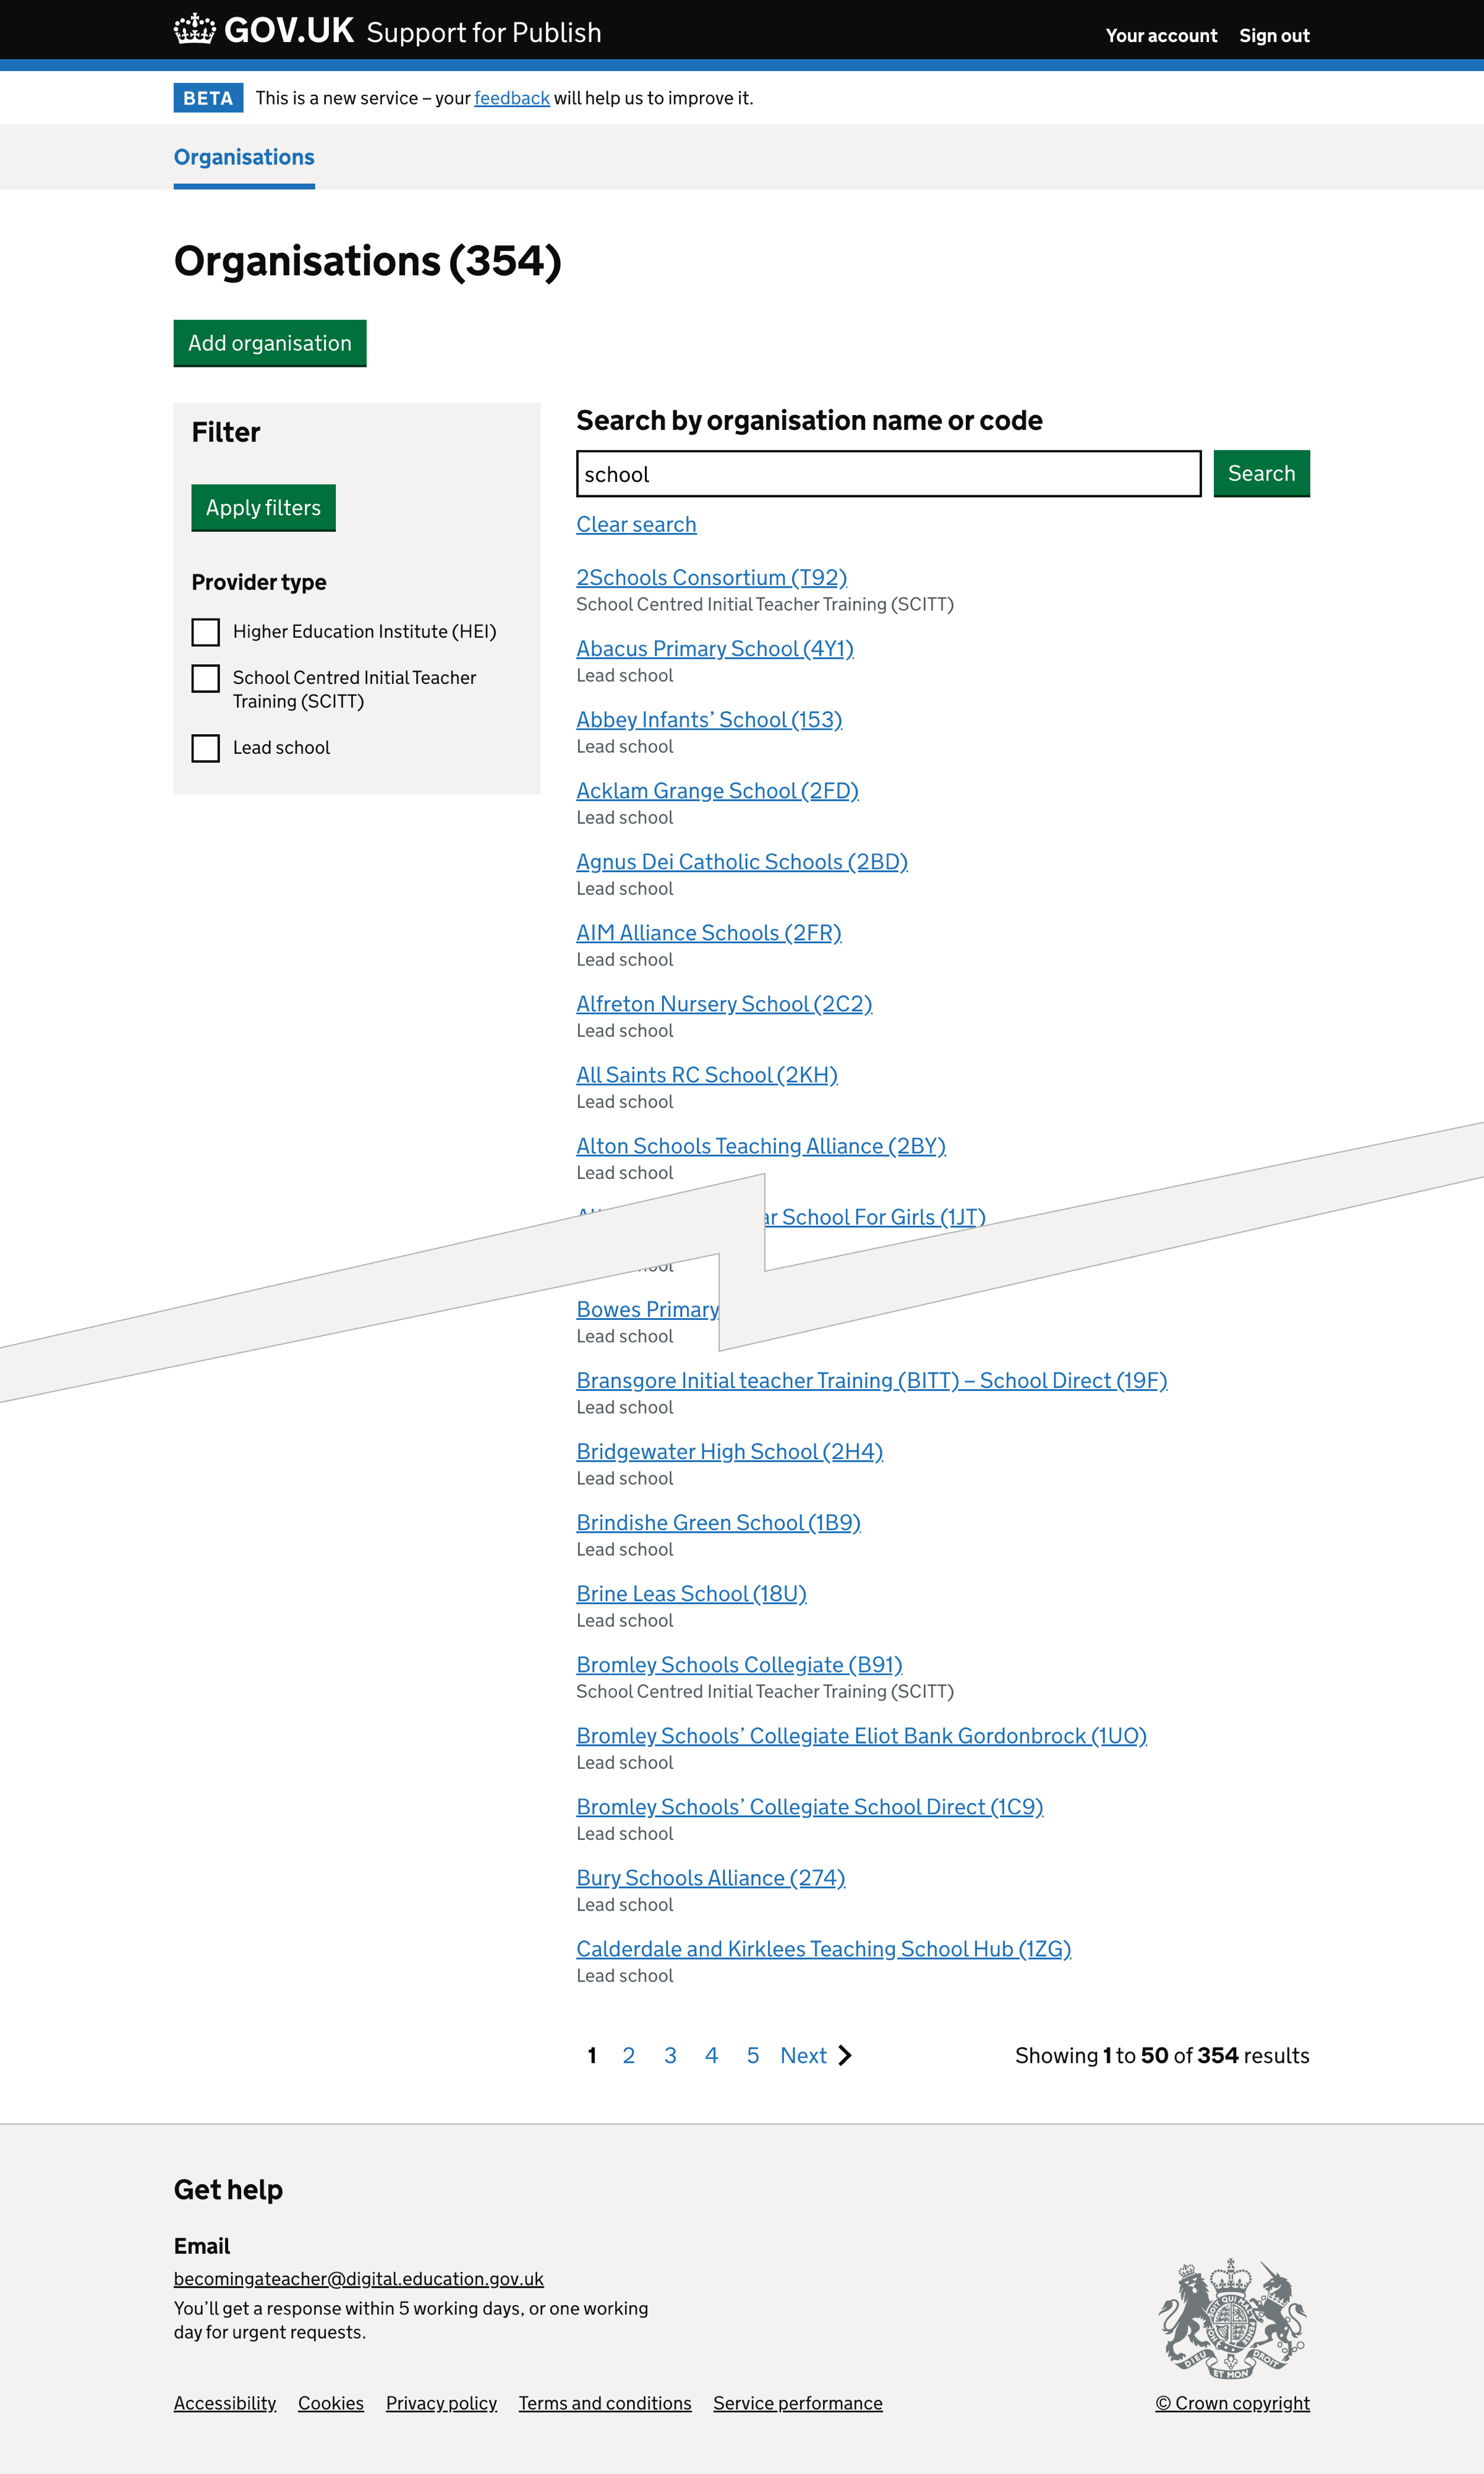 GOV.UK Support for Publish
Your account Sign out
BETA This is a new service – your feedback will help us to improve it.
Organisations
Organisations (354)
Add organisation
Filter
Apply filters
Provider type
Higher Education Institute (HEI)
School Centred Initial Teacher
Training (SCITT)
Lead school
Search by organisation name or code
school
Search
Clear search
2Schools Consortium (T92)
School Centred Initial Teacher Training (SCITT)
Abacus Primary School (4Y1)
Lead school
Abbey Infants’ School (153)
Lead school
Acklam Grange School (2FD)
Lead school
Agnus Dei Catholic Schools (2BD)
Lead school
AIM Alliance Schools (2FR)
Lead school
Alfreton Nursery School (2C2)
Lead school
All Saints RC School (2KH)
Lead school
Alton Schools Teaching Alliance (2BY)
Lead school
School For Girls (1JT)
Bowes Primary
Lead school
Bransgore Initial teacher Training (BITT) – School Direct (19F)
Lead school
Bridgewater High School (2H4)
Lead school
Brindishe Green School (1B9)
Lead school
Brine Leas School (18U)
Lead school
Bromley Schools Collegiate (B91)
School Centred Initial Teacher Training (SCITT)
Bromley Schools’ Collegiate Eliot Bank Gordonbrock (1UO)
Lead school
Bromley Schools’ Collegiate School Direct (1C9)
Lead school
Bury Schools Alliance (274)
Lead school
Calderdale and Kirklees Teaching School Hub (1ZG)
Lead school
1 2 3 4 5 Next
Showing 1 to 50 of 354 results
Get help
Email
becomingateacher@digital.education.gov.uk
You’ll get a response within 5 working days, or one working
day for urgent requests.
DIEU ET MON DROIT
Accessibility Cookies Privacy policy Terms and conditions Service performance
© Crown copyright